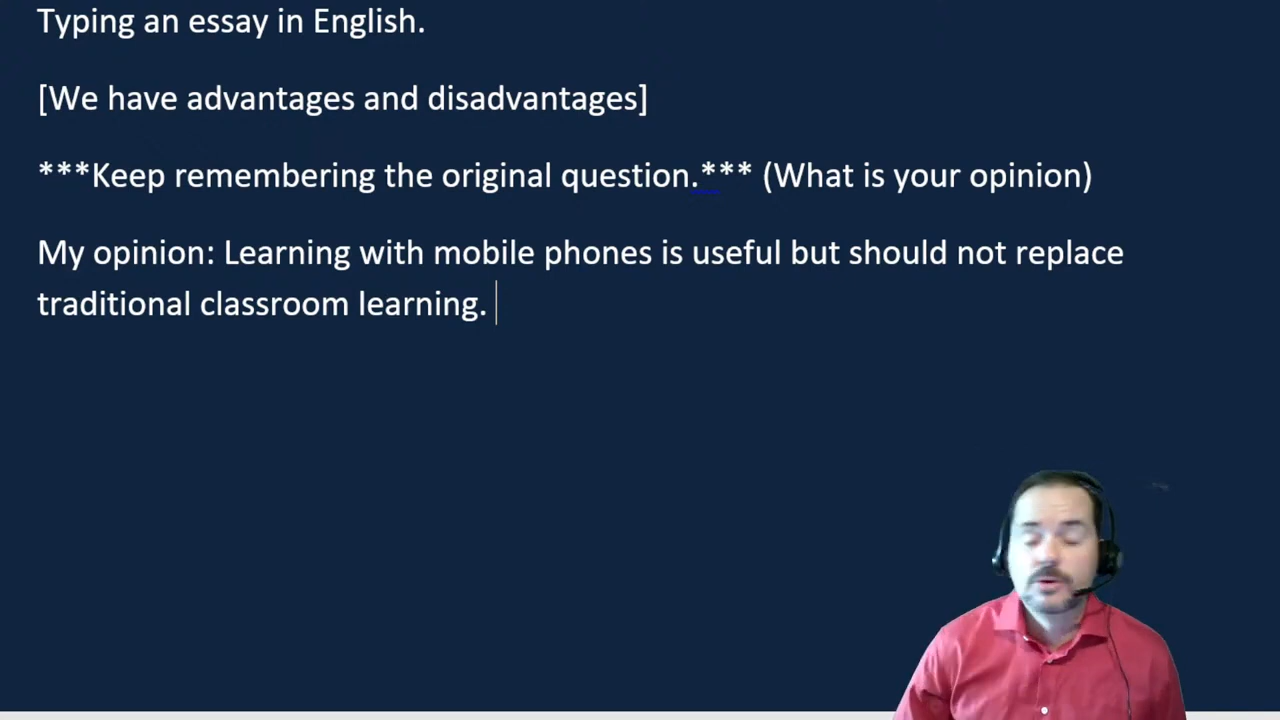 Typing an essay in English.
[We have advantages and disadvantages]
***Keep remembering the original question.*** (What is your opinion)
My opinion: Learning with mobile phones is useful but should not replace
traditional classroom learning.